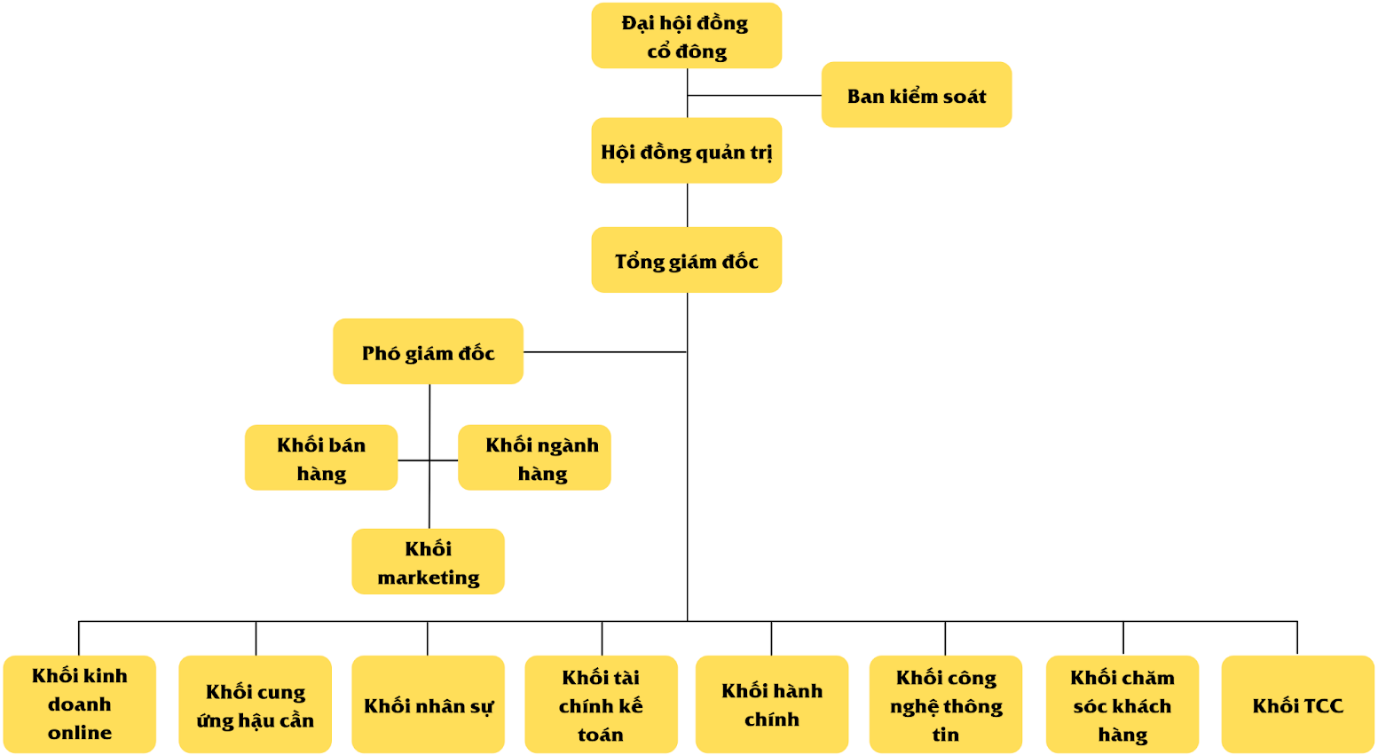 Đại hội đồng
cổ đông
Ban kiểm soát
Hội đồng quản trị
Tổng giám đốc
Phó giám đốc
Khối bán
hàng
Khối ngành
hàng
Khối
marketing
Khối kinh
doanh
online
Khối cung
ứng hậu cần
Khối nhân sự
Khối tài
chính kế
toán
Khối hành
chính
Khối công
nghệ thông
tin
Khối chăm
sóc khách
hàng
Khối TCC